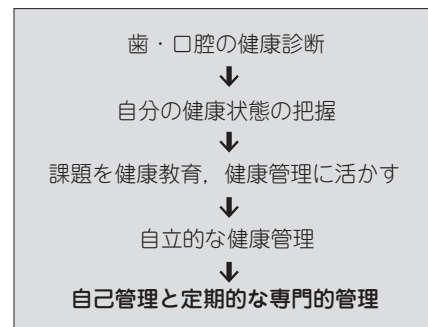 歯・口腔の健康診断
↓
自分の健康状態の把握
↓
課題を健康教育，健康管理に活かす
↓
自立的な健康管理
↓
自己管理と定期的な専門的管理